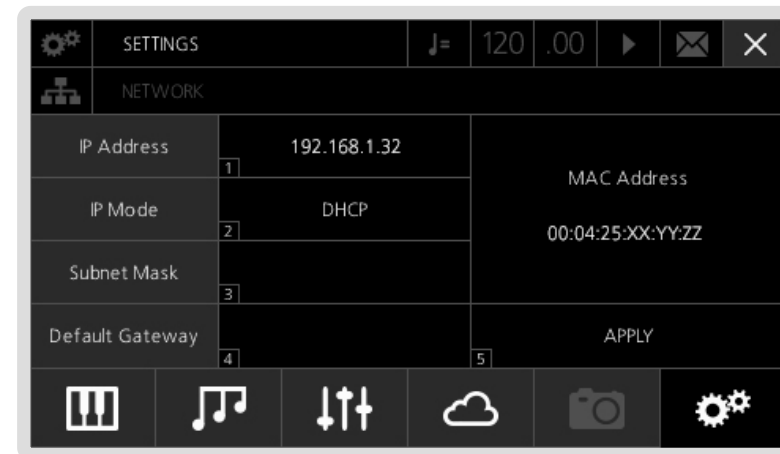 SETTINGS ♩= 120 .00
NETWORK
IP Address 1 192.168.1.32
IP Mode 2 DHCP
MAC Address
00:04:25:XX:YY:ZZ
Subnet Mask 3
Default Gateway 4
5 APPLY